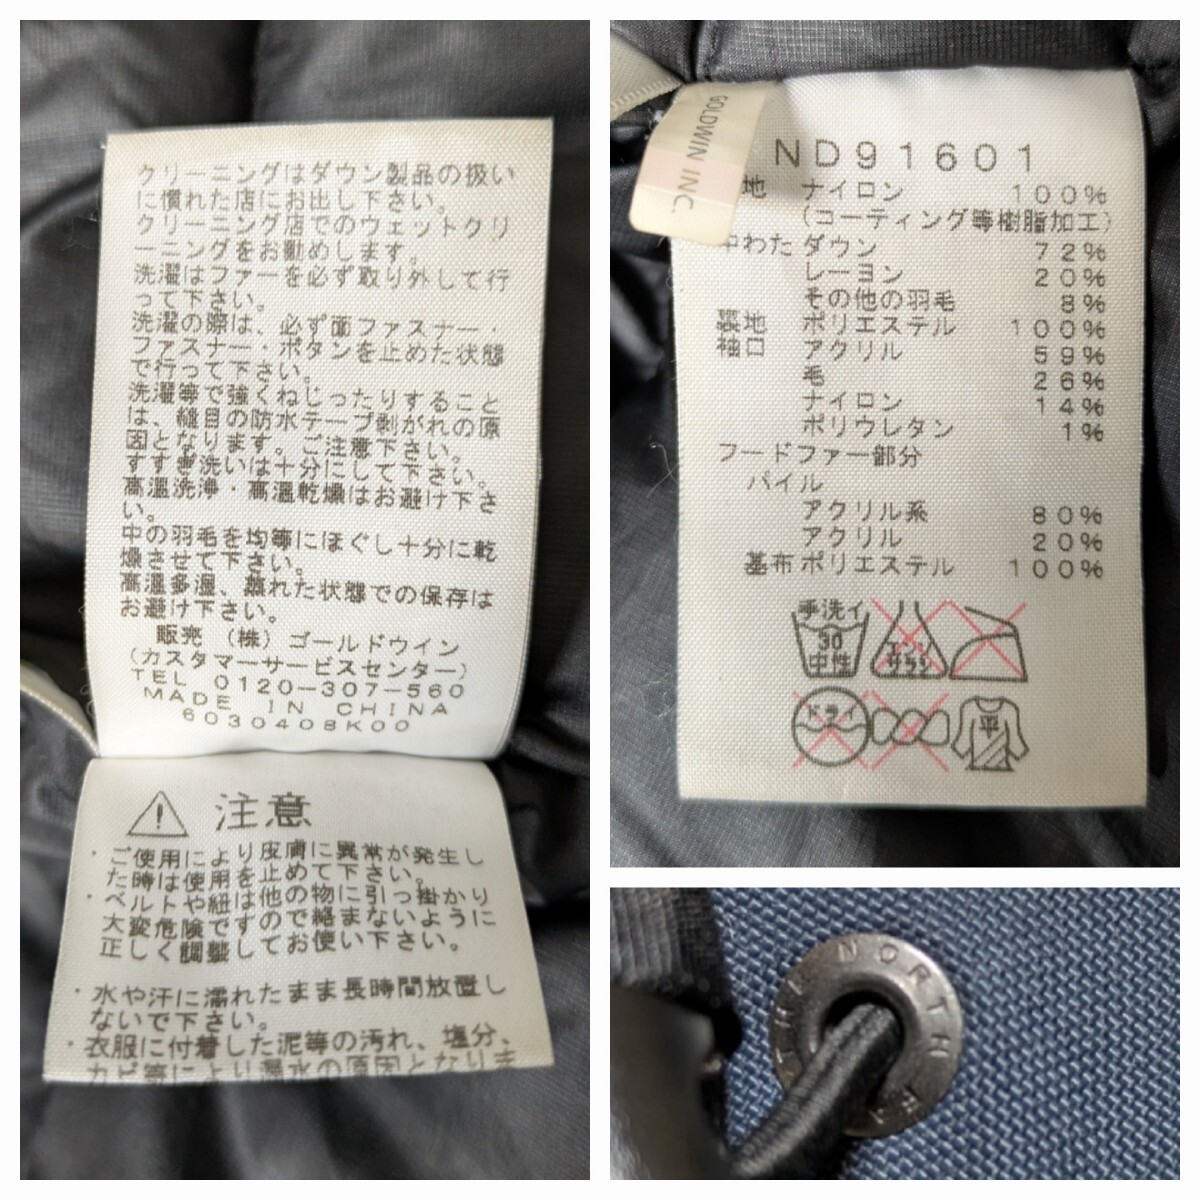 クリーニングはダウン製品の扱い
に慣れた店にお出し下さい。
クリーニング店でのウェットクリ
ーニングをお勧めします。
洗濯はファーを必ず取り外して行
って下さい。
洗濯の際は、必ず面ファスナー・
ファスナー・ボタンを止めた状態
で行って下さい。
洗濯等で強くねじったりすること
は、縫目の防水テープ剥がれの原
因となります。ご注意下さい。
すすぎ洗いは十分にして下さい。
高温洗浄・高温乾燥はお避け下さ
い。
中の羽毛を均等にほぐし十分に乾
燥させて下さい。
高温多湿、蒸れた状態での保存は
お避け下さい。
販売 (株) ゴールドウイン
(カスタマーサービスセンター)
TEL 0120-307-560
MADE IN CHINA
6030408K00
注意
・ご使用により皮膚に異常が発生し
た時は使用を止めて下さい。
・ベルトや紐は他の物に引っ掛かり
大変危険ですので絡まないように
正しく調整してお使い下さい。
・水や汗に濡れたまま長時間放置し
ないで下さい。
・衣服に付着した泥等の汚れ、塩分、
カビ等により漏水の原因となりま
GOLDWIN INC.
ND91601
地 ナイロン 100%
(コーティング等樹脂加工)
中わた ダウン 72%
レーヨン 20%
その他の羽毛 8%
裏地 ポリエステル 100%
袖口 アクリル 59%
毛 26%
ナイロン 14%
ポリウレタン 1%
フードファー部分
パイル
アクリル系 80%
アクリル 20%
基布 ポリエステル 100%
手洗イ
30
中性
エンソ
サラシ
ドライ
平
THE NORTH FA